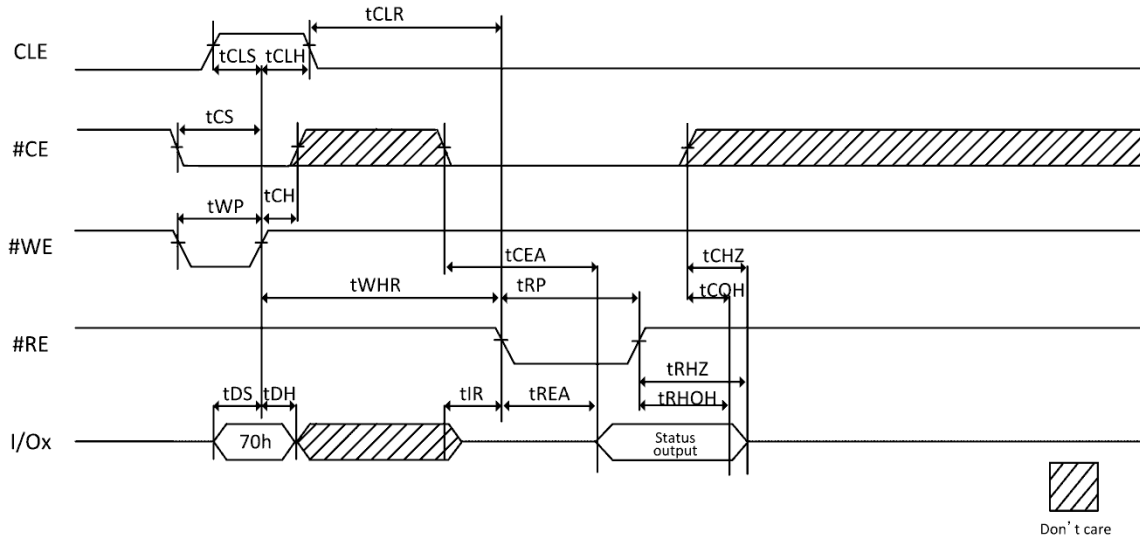 tCLR
CLE
tCLS
tCLH
tCS
#CE
tCH
tWP
#WE
tCEA
tCHZ
tWHR
tRP
tCOH
#RE
tRHZ
tDS
tDH
tIR
tREA
tRHOH
I/Ox
70h
Status
output
Don't care